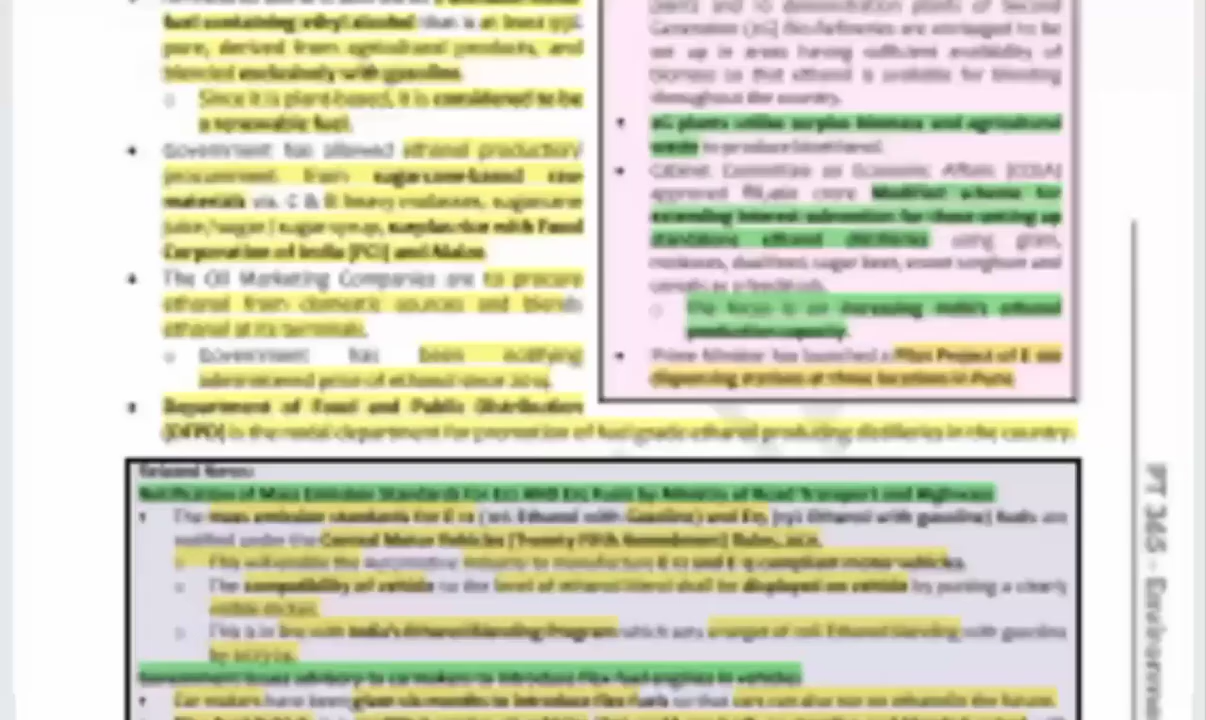 fuel containing ethyl alcohol that is at least 99%
pure, derived from agricultural products, and
blended exclusively with gasoline.
Since it is plant-based, it is considered to be
a renewable fuel.
Government has allowed ethanol production/
procurement from sugarcane-based raw
materials viz. C & B heavy molasses, sugarcane
juice/sugar/sugar syrup, surplus rice with Food
Corporation of India (FCI) and Maize.
The Oil Marketing Companies are to procure
ethanol from domestic sources and blends
ethanol at its terminals.
Government has been notifying
administered price of ethanol since 2014.
Department of Food and Public Distribution
(DFPD) is the nodal department for promotion of fuel grade ethanol producing distilleries in the country.
plants and 10 demonstration plants of Second
Generation (2G) Bio-Refineries are envisaged to be
set up in areas having sufficient availability of
biomass so that ethanol is available for blending
throughout the country.
2G plants utilise surplus biomass and agricultural
waste to produce bioethanol.
Cabinet Committee on Economic Affairs (CCEA)
approved crore Modified scheme for
extending interest subvention for those setting up
standalone ethanol distilleries using grain,
molasses, dual feed, sugar beet, sweet sorghum and
cereals as a feedstock.
The focus is on increasing India's ethanol
production capacity.
Prime Minister has launched a Pilot Project of E 100
dispensing stations at three locations in Pune.
Related News:
Notification of Mass Emission Standards for E12 AND E15 Fuels by Ministry of Road Transport and Highways
The mass emission standards for E 12 (12% Ethanol with Gasoline) and E15 (15% Ethanol with gasoline) fuels are
notified under the Central Motor Vehicles (Twenty Fifth Amendment) Rules, 2021.
This will enable the automotive industry to manufacture E 12 and E 15 compliant motor vehicles.
The compatibility of vehicle to the level of ethanol blend shall be displayed on vehicle by putting a clearly
visible sticker.
This is in line with India's Ethanol Blending Program which sets a target of 20% Ethanol blending with gasoline
by
Government issues advisory to carmakers to introduce flex-fuel engines in vehicles
Car makers have been given six months to introduce flex fuels so that cars can also run on ethanol in the future.
PT 365 - Environme